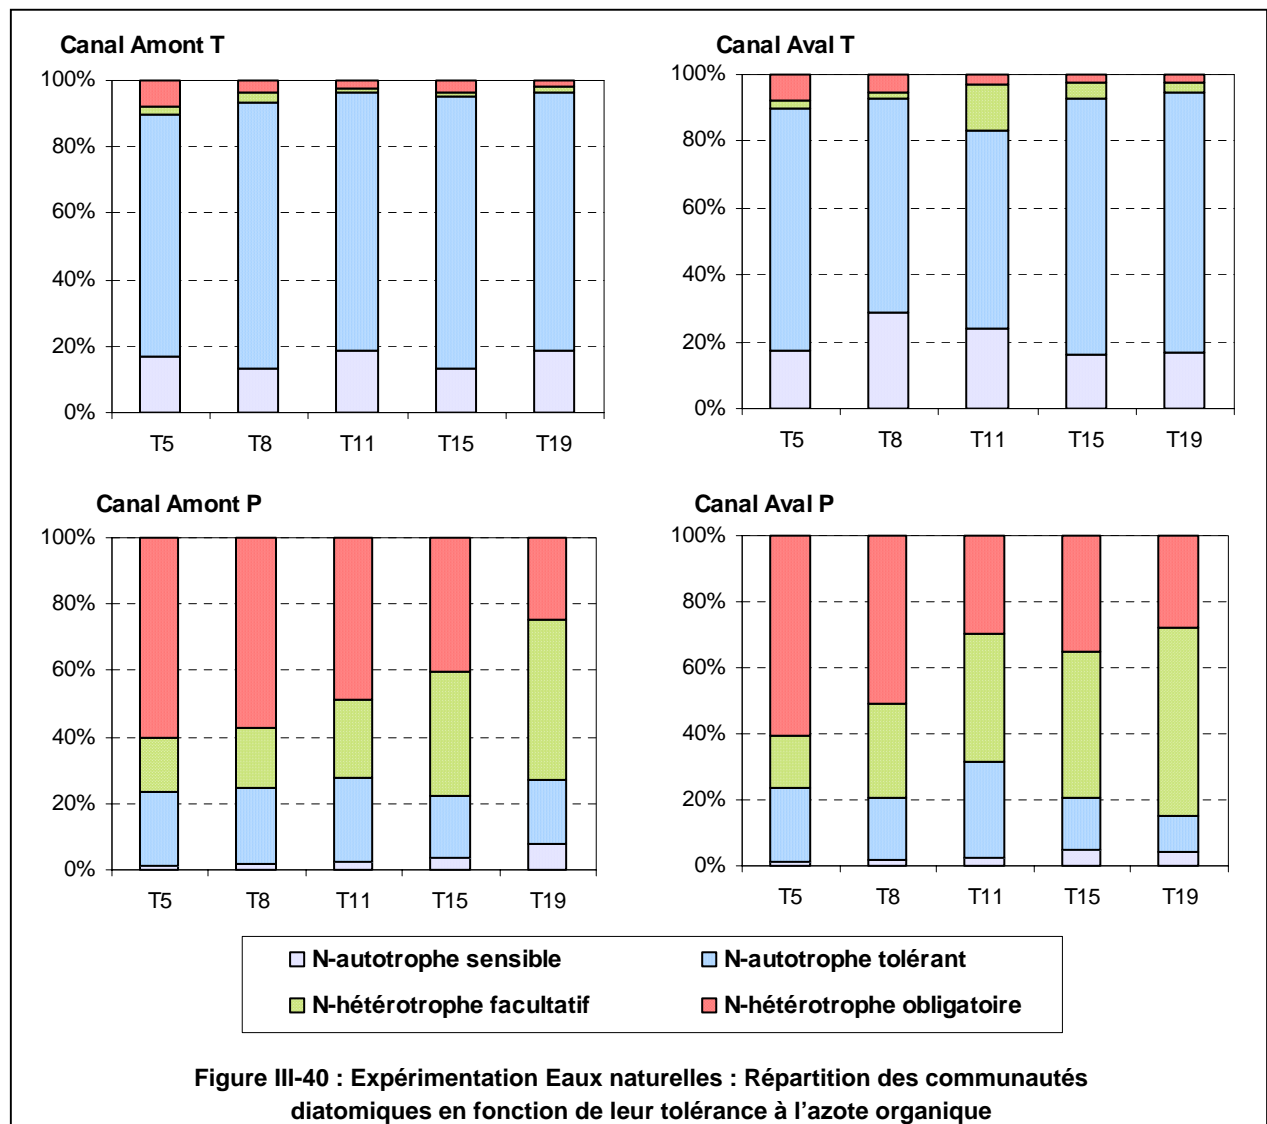 Canal Amont T
100%
80%
60%
40%
20%
0%
T5 T8 T11 T15 T19
Canal Aval T
100%
80%
60%
40%
20%
0%
T5 T8 T11 T15 T19
Canal Amont P
100%
80%
60%
40%
20%
0%
T5 T8 T11 T15 T19
Canal Aval P
100%
80%
60%
40%
20%
0%
T5 T8 T11 T15 T19
N-autotrophe sensible N-autotrophe tolérant
N-hétérotrophe facultatif N-hétérotrophe obligatoire
Figure III-40 : Expérimentation Eaux naturelles : Répartition des communautés
diatomiques en fonction de leur tolérance à l'azote organique